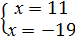 x = 11
x = −19